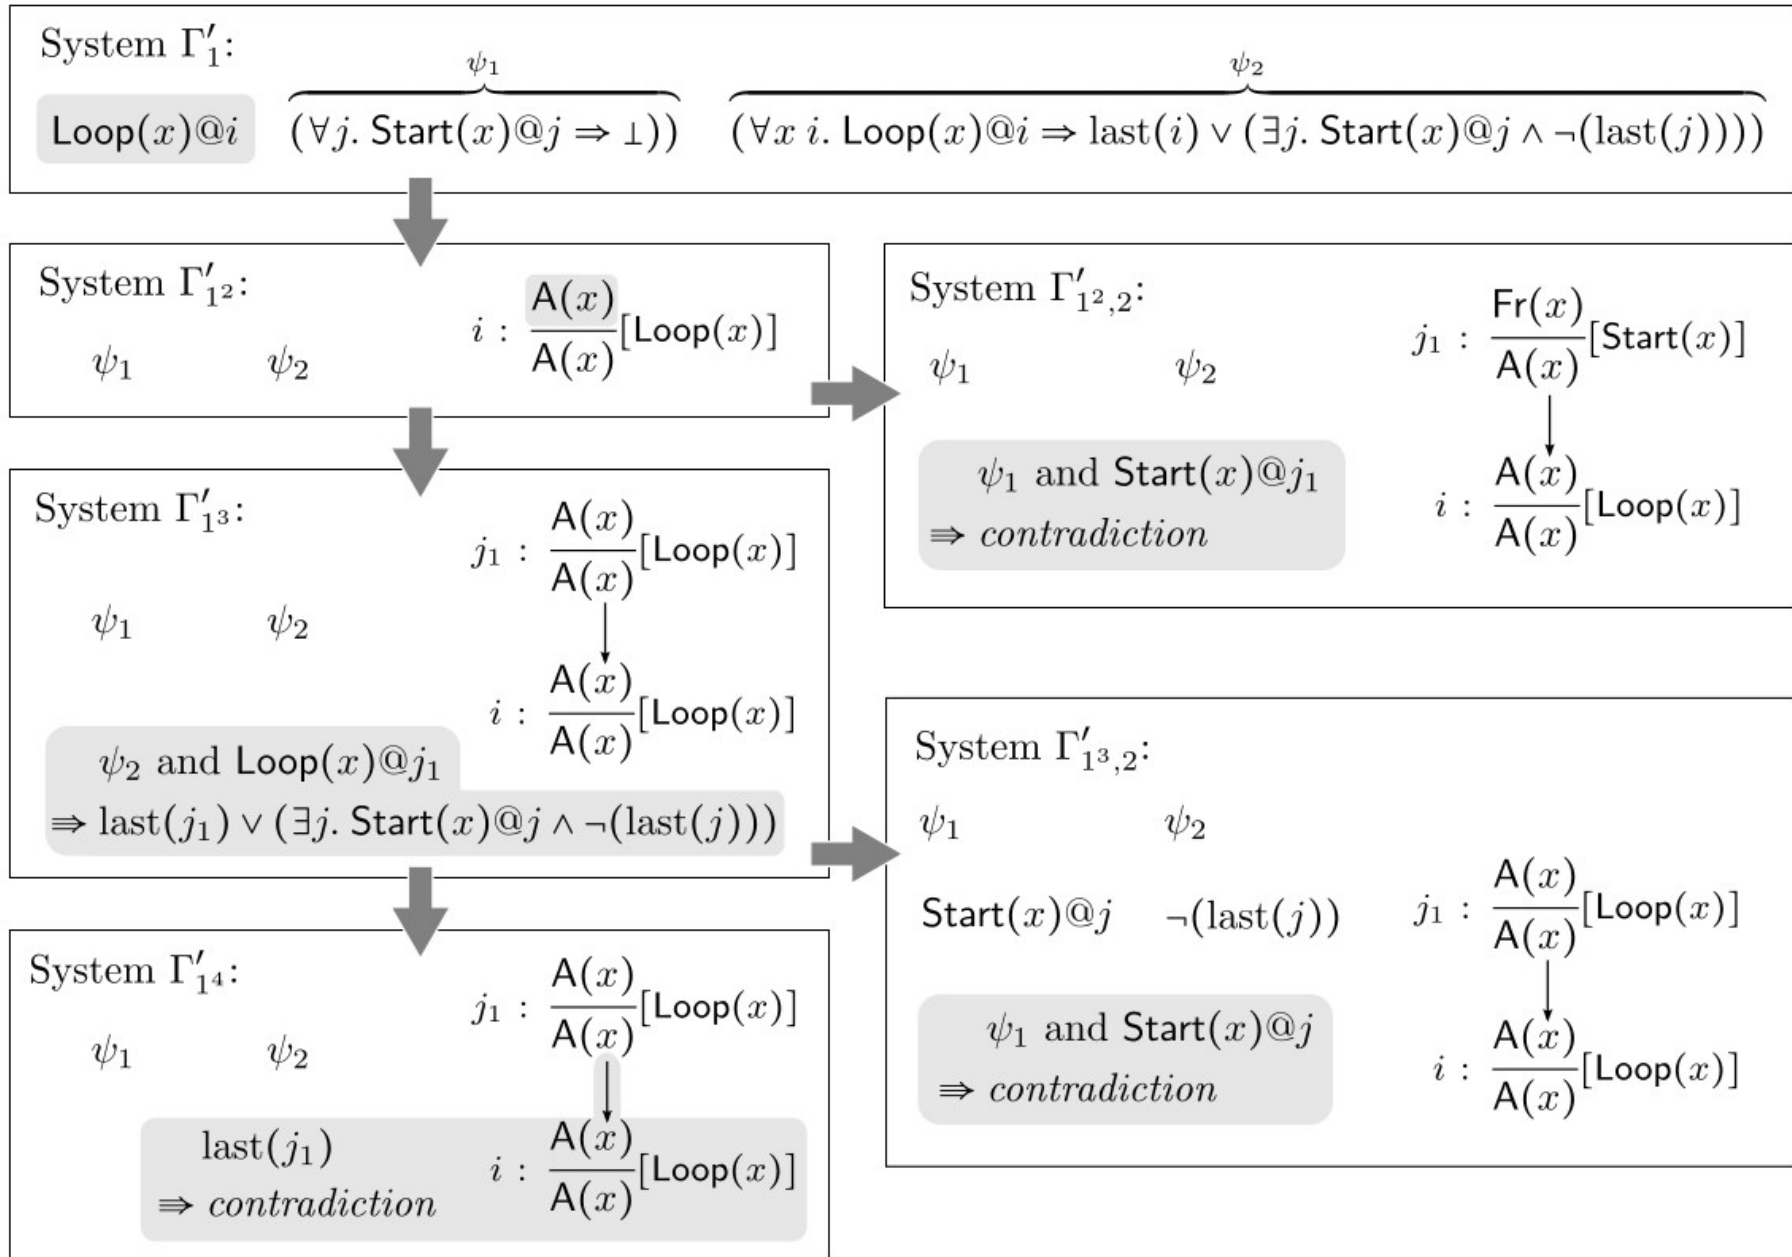 System Γ′₁:
ψ₁
ψ₂
Loop(x)@i (∀j. Start(x)@j ⇒ ⊥)) (∀x i. Loop(x)@i ⇒ last(i) ∨ (∃j. Start(x)@j ∧ ¬(last(j))))
System Γ′₁²:
ψ₁ ψ₂
i : A(x)
A(x) [Loop(x)]
System Γ′₁²,₂:
ψ₁ ψ₂
j₁ : Fr(x)
A(x) [Start(x)]
ψ₁ and Start(x)@j₁
⇛ contradiction
i : A(x)
A(x) [Loop(x)]
System Γ′₁³:
j₁ : A(x)
A(x) [Loop(x)]
ψ₁ ψ₂
i : A(x)
A(x) [Loop(x)]
ψ₂ and Loop(x)@j₁
⇛ last(j₁) ∨ (∃j. Start(x)@j ∧ ¬(last(j)))
System Γ′₁³,₂:
ψ₁ ψ₂
Start(x)@j ¬(last(j))
j₁ : A(x)
A(x) [Loop(x)]
ψ₁ and Start(x)@j
⇛ contradiction
i : A(x)
A(x) [Loop(x)]
System Γ′₁⁴:
j₁ : A(x)
A(x) [Loop(x)]
ψ₁ ψ₂
last(j₁)
⇛ contradiction
i : A(x)
A(x) [Loop(x)]